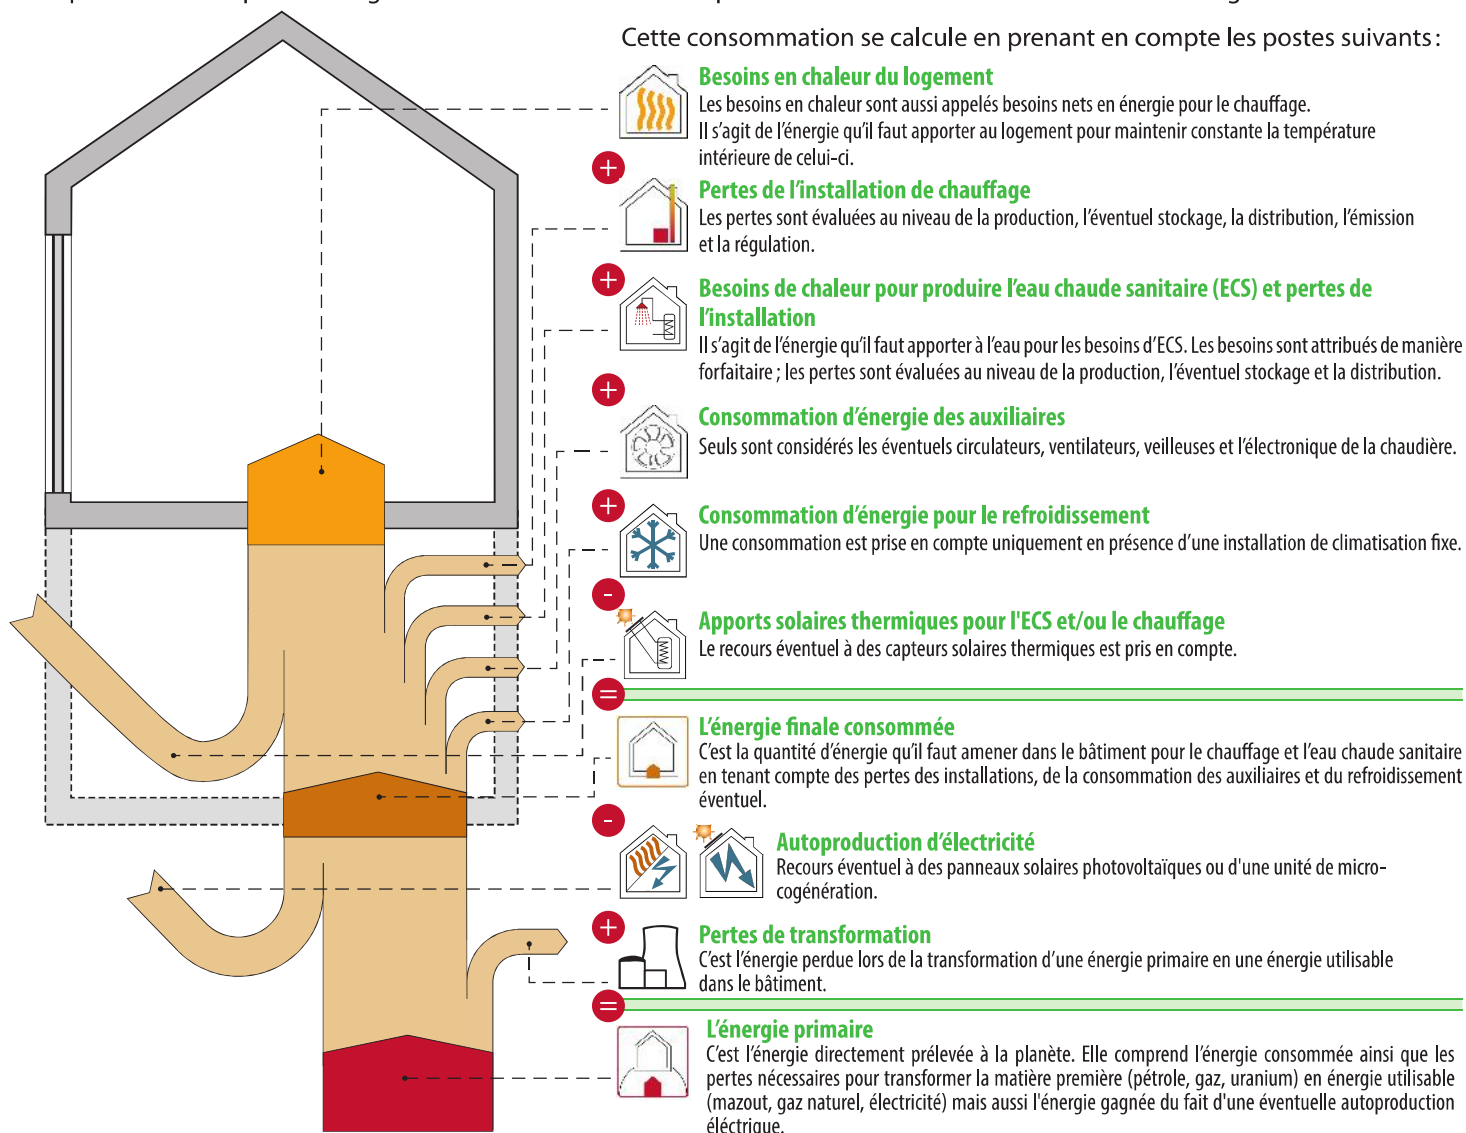 Cette consommation se calcule en prenant en compte les postes suivants :
Besoins en chaleur du logement
Les besoins en chaleur sont aussi appelés besoins nets en énergie pour le chauffage.
Il s'agit de l'énergie qu'il faut apporter au logement pour maintenir constante la température
intérieure de celui-ci.
+
Pertes de l'installation de chauffage
Les pertes sont évaluées au niveau de la production, l'éventuel stockage, la distribution, l'émission
et la régulation.
+
Besoins de chaleur pour produire l'eau chaude sanitaire (ECS) et pertes de
l'installation
Il s'agit de l'énergie qu'il faut apporter à l'eau pour les besoins d'ECS. Les besoins sont attribués de manière
forfaitaire ; les pertes sont évaluées au niveau de la production, l'éventuel stockage et la distribution.
+
Consommation d'énergie des auxiliaires
Seuls sont considérés les éventuels circulateurs, ventilateurs, veilleuses et l'électronique de la chaudière.
+
Consommation d'énergie pour le refroidissement
Une consommation est prise en compte uniquement en présence d'une installation de climatisation fixe.
-
Apports solaires thermiques pour l'ECS et/ou le chauffage
Le recours éventuel à des capteurs solaires thermiques est pris en compte.
=
L'énergie finale consommée
C'est la quantité d'énergie qu'il faut amener dans le bâtiment pour le chauffage et l'eau chaude sanitaire
en tenant compte des pertes des installations, de la consommation des auxiliaires et du refroidissement
éventuel.
-
Autoproduction d'électricité
Recours éventuel à des panneaux solaires photovoltaïques ou d'une unité de micro-
cogénération.
+
Pertes de transformation
C'est l'énergie perdue lors de la transformation d'une énergie primaire en une énergie utilisable
dans le bâtiment.
=
L'énergie primaire
C'est l'énergie directement prélevée à la planète. Elle comprend l'énergie consommée ainsi que les
pertes nécessaires pour transformer la matière première (pétrole, gaz, uranium) en énergie utilisable
(mazout, gaz naturel, électricité) mais aussi l'énergie gagnée du fait d'une éventuelle autoproduction
éléctrique.